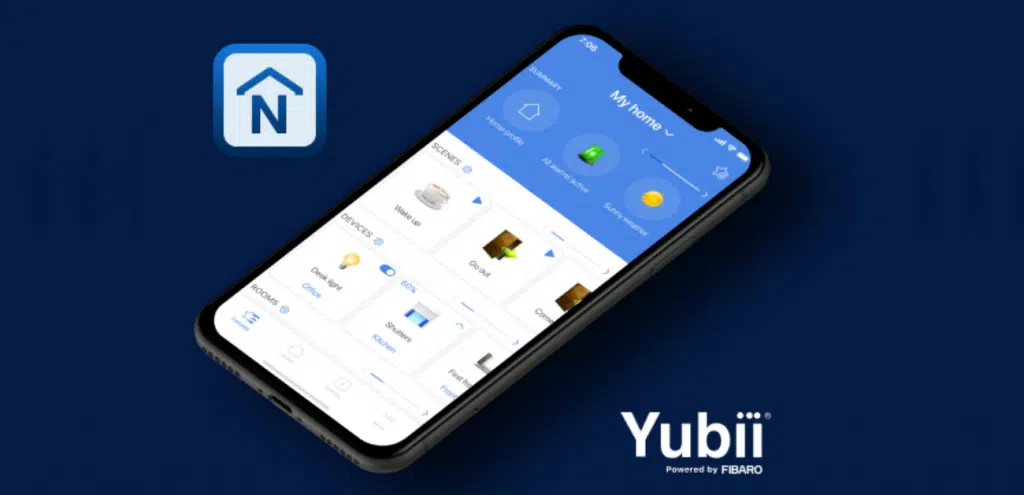 N
7:06
SUMMARY
My home
Home profile
All alarms active
Sunny weather
SCENES
Wake up
Go out
DEVICES
Desk light
Office
60%
Shutters
Kitchen
ROOMS
Yubii®
Powered by FIBARO